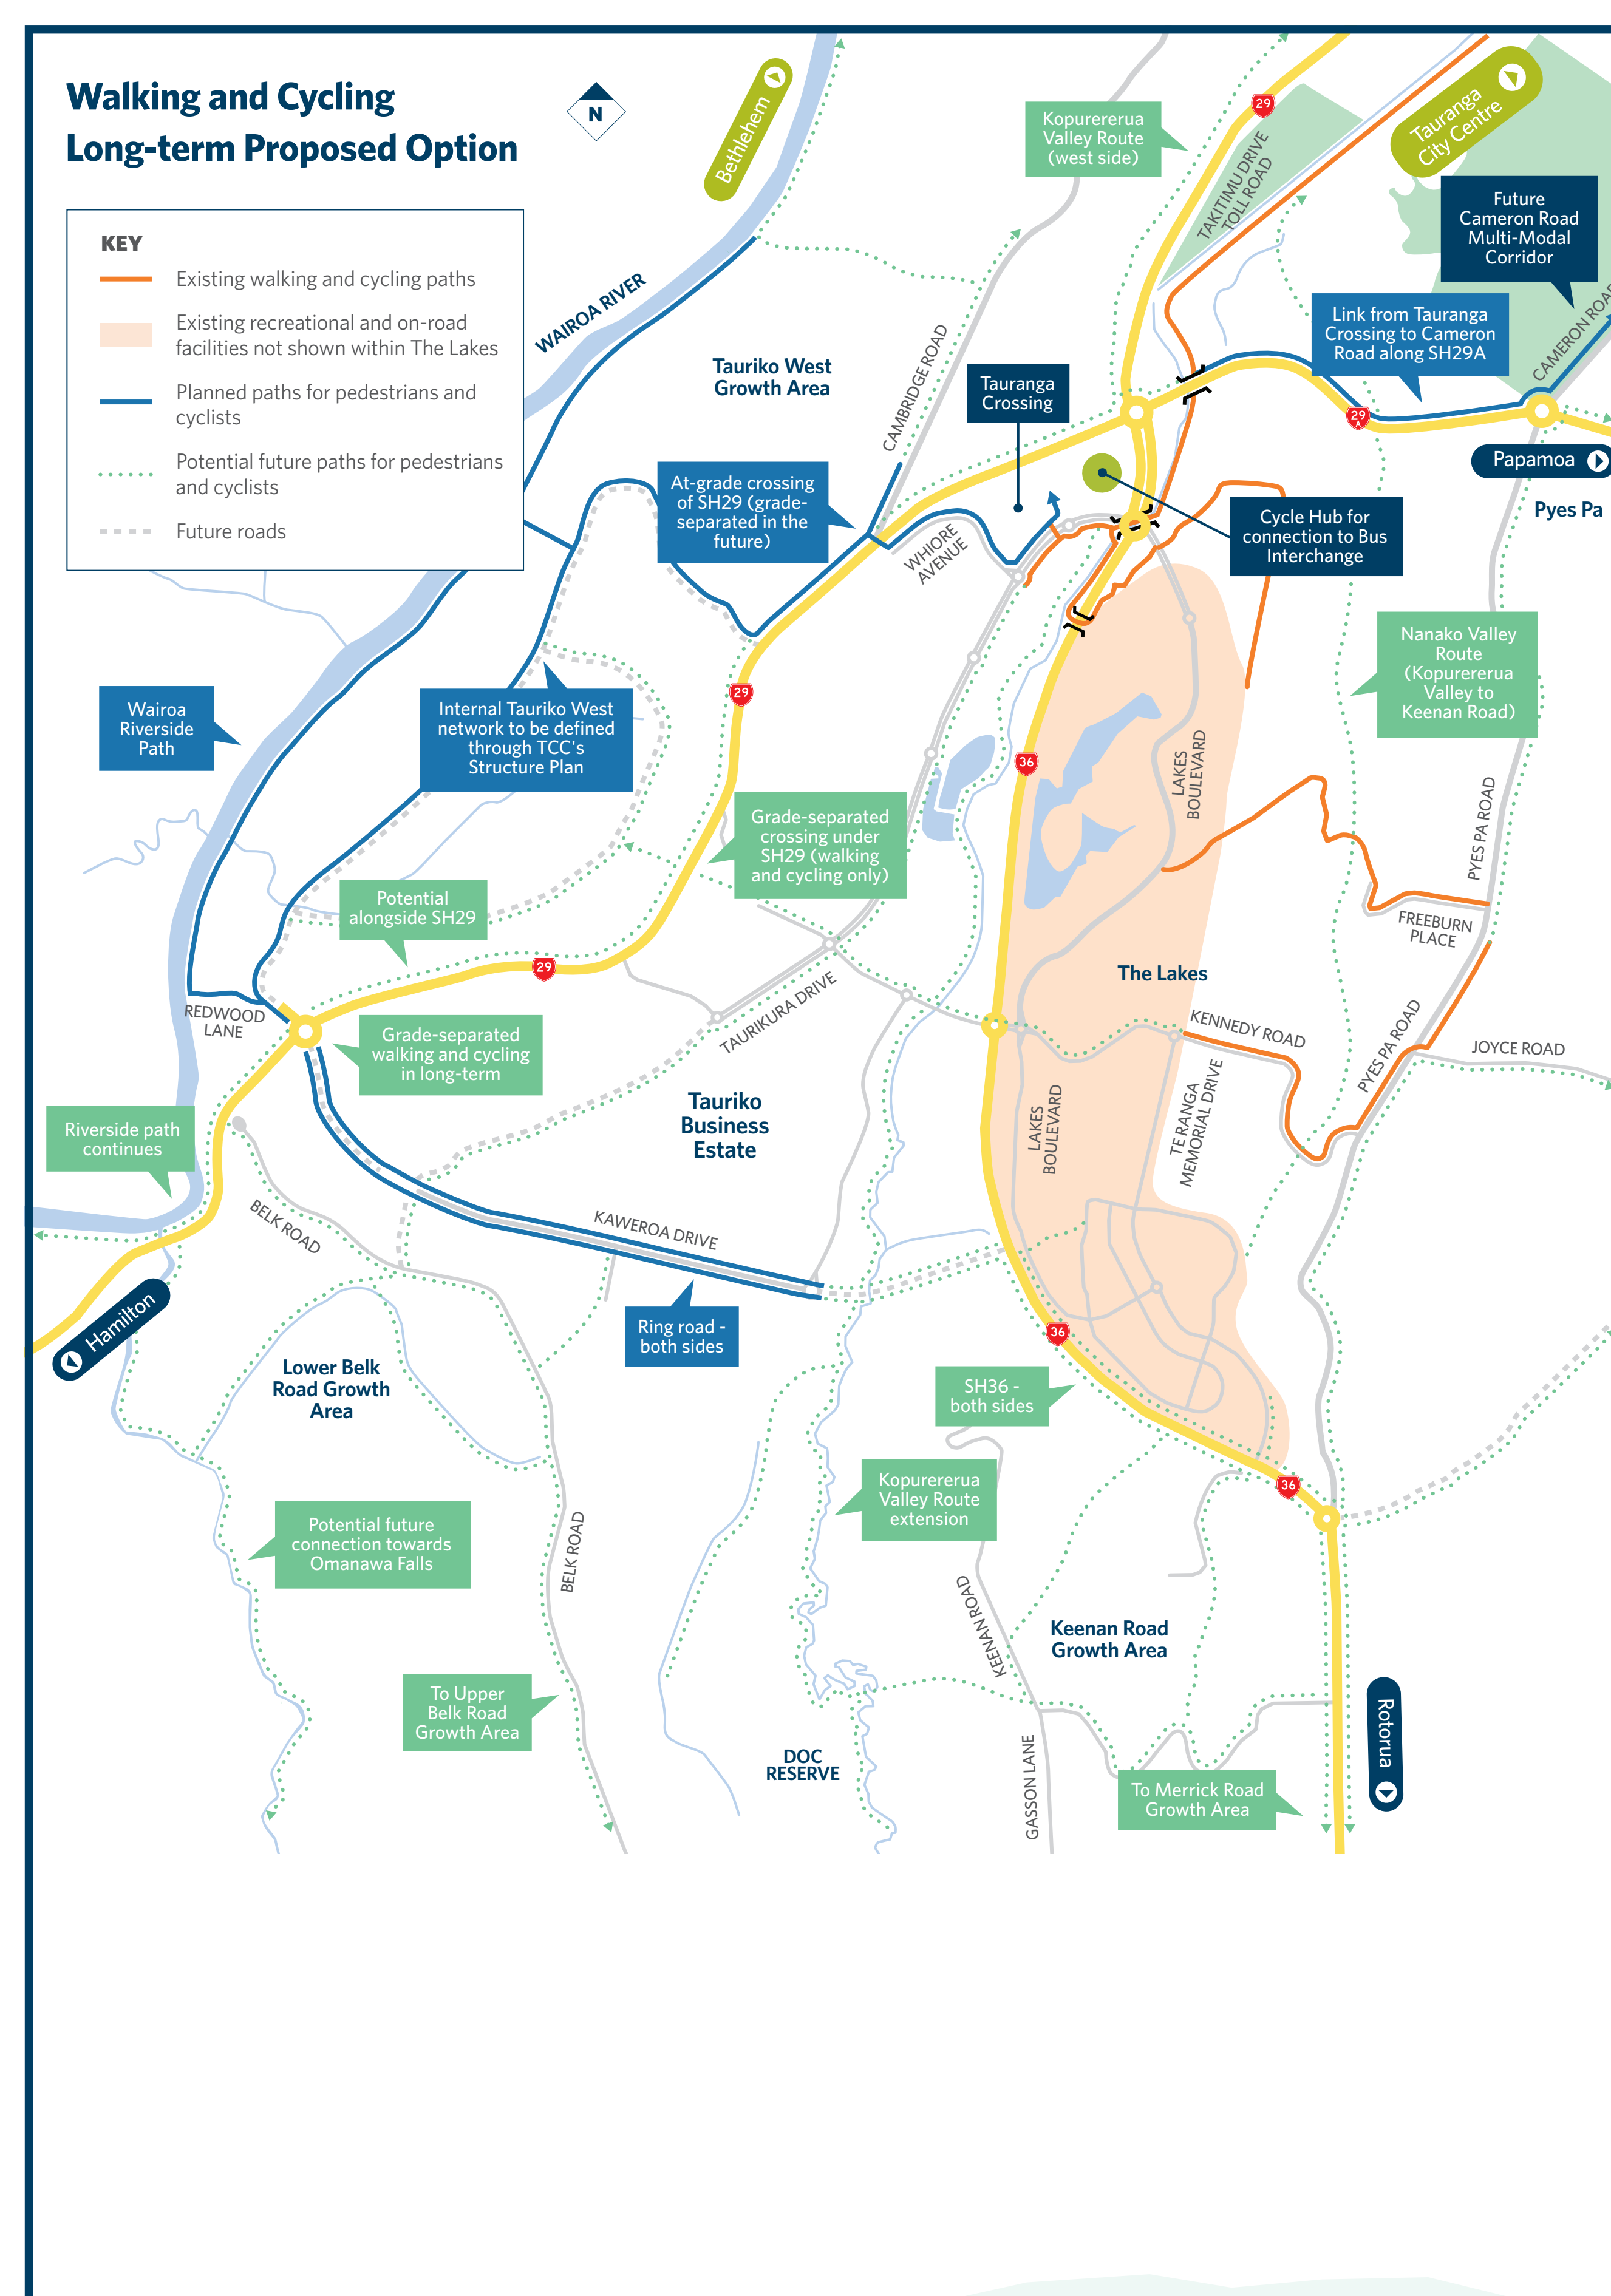 Walking and Cycling
Long-term Proposed Option
N
KEY
Existing walking and cycling paths
Existing recreational and on-road
facilities not shown within The Lakes
Planned paths for pedestrians and
cyclists
Potential future paths for pedestrians
and cyclists
Future roads
Bethlehem
WAIROA RIVER
Kopurererua
Valley Route
(west side)
29
TAKITIMU DRIVE
TOLL ROAD
Tauranga
City Centre
Future
Cameron Road
Multi-Modal
Corridor
Link from Tauranga
Crossing to Cameron
Road along SH29A
CAMERON ROAD
29
A
Papamoa
Pyes Pa
Tauriko West
Growth Area
CAMBRIDGE ROAD
Tauranga
Crossing
At-grade crossing
of SH29 (grade-
separated in the
future)
WHIORE
AVENUE
Cycle Hub for
connection to Bus
Interchange
Nanako Valley
Route
(Kopurererua
Valley to
Keenan Road)
Wairoa
Riverside
Path
Internal Tauriko West
network to be defined
through TCC's
Structure Plan
29
36
LAKES
BOULEVARD
PYES PA ROAD
Grade-separated
crossing under
SH29 (walking
and cycling only)
Potential
alongside SH29
29
FREEBURN
PLACE
The Lakes
REDWOOD
LANE
TAURIKURA DRIVE
KENNEDY ROAD
PYES PA ROAD
JOYCE ROAD
Grade-separated
walking and cycling
in long-term
Tauriko
Business
Estate
LAKES
BOULEVARD
TE RANGA
MEMORIAL DRIVE
Riverside path
continues
BELK ROAD
KAWEROA DRIVE
Hamilton
Ring road -
both sides
36
Lower Belk
Road Growth
Area
SH36 -
both sides
Kopurererua
Valley Route
extension
36
Potential future
connection towards
Omanawa Falls
BELK ROAD
KEENAN ROAD
Keenan Road
Growth Area
To Upper
Belk Road
Growth Area
DOC
RESERVE
GASSON LANE
To Merrick Road
Growth Area
Rotorua